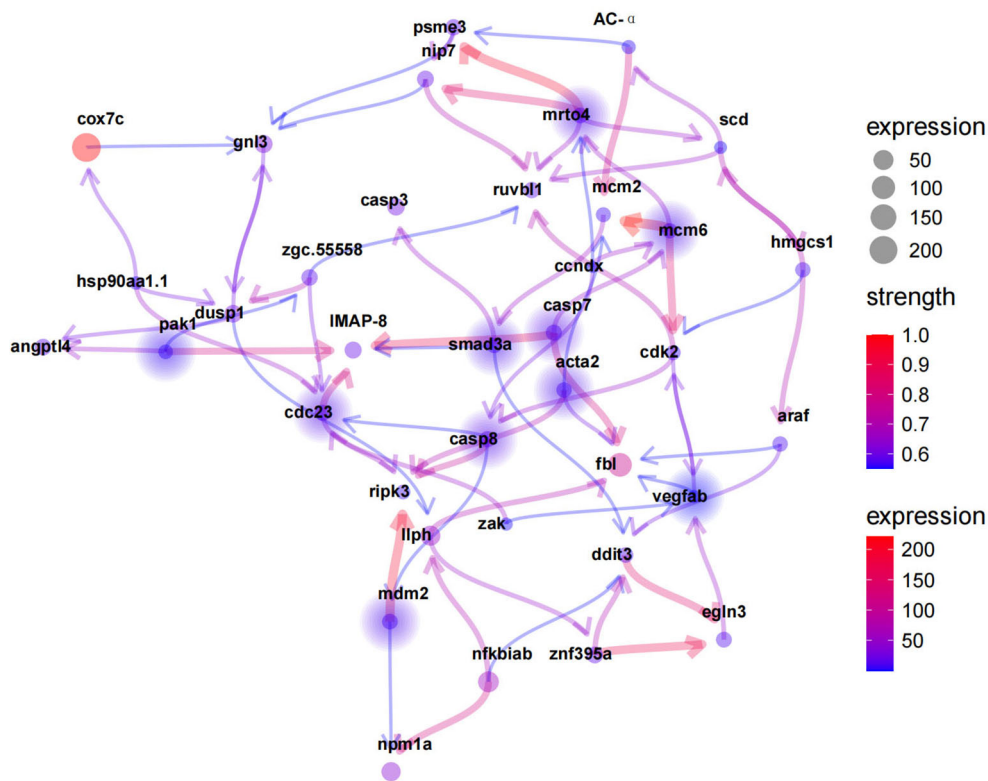 AC-α
psme3
nip7
cox7c
gnl3
mrto4
scd
casp3
ruvbl1
mcm2
mcm6
hmgcs1
zgc.55558
ccndx
hsp90aa1.1
dusp1
casp7
angptl4
pak1
IMAP-8
smad3a
acta2
cdk2
cdc23
casp8
araf
fbl
ripk3
vegfab
zak
llph
ddit3
mdm2
egln3
nfkbiab
znf395a
npm1a
expression
50
100
150
200
strength
1.0
0.9
0.8
0.7
0.6
expression
200
150
100
50